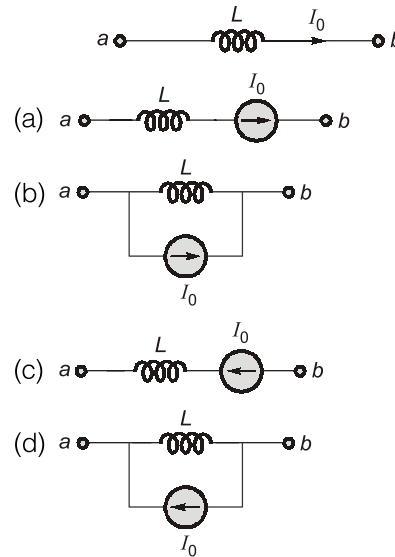 L I₀
a b
L I₀
(a) a b
L
(b) a b
I₀
L I₀
(c) a b
L
(d) a b
I₀